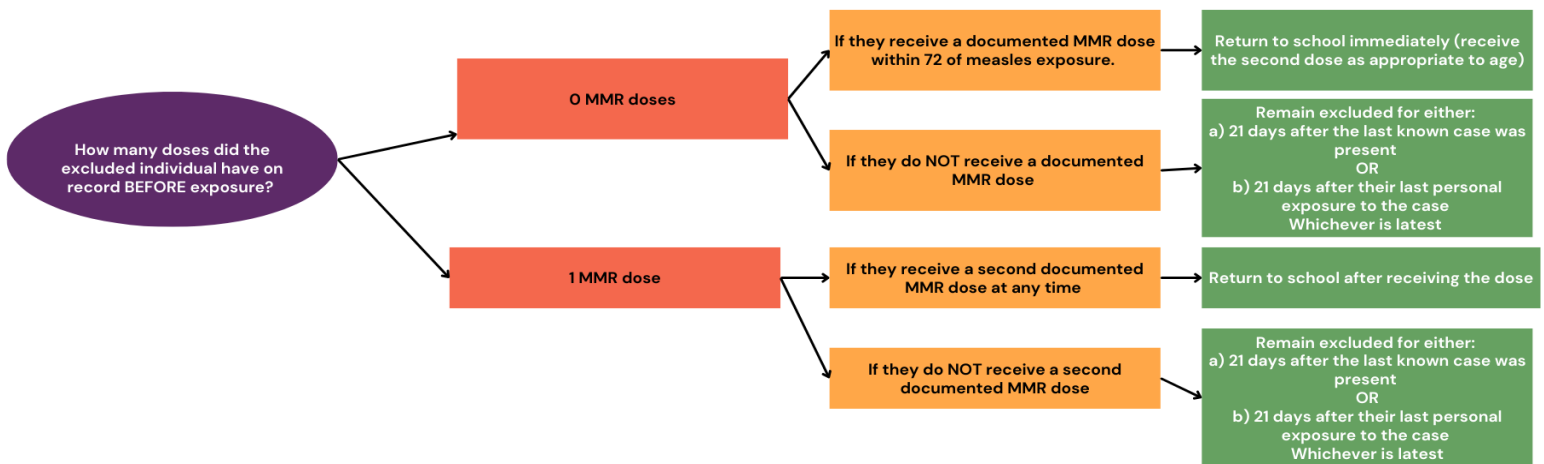 How many doses did the
excluded individual have on
record BEFORE exposure?
0 MMR doses
If they receive a documented MMR dose
within 72 of measles exposure.
Return to school immediately (receive
the second dose as appropriate to age)
If they do NOT receive a documented
MMR dose
Remain excluded for either:
a) 21 days after the last known case was
present
OR
b) 21 days after their last personal
exposure to the case
Whichever is latest
1 MMR dose
If they receive a second documented
MMR dose at any time
Return to school after receiving the dose
If they do NOT receive a second
documented MMR dose
Remain excluded for either:
a) 21 days after the last known case was
present
OR
b) 21 days after their last personal
exposure to the case
Whichever is latest